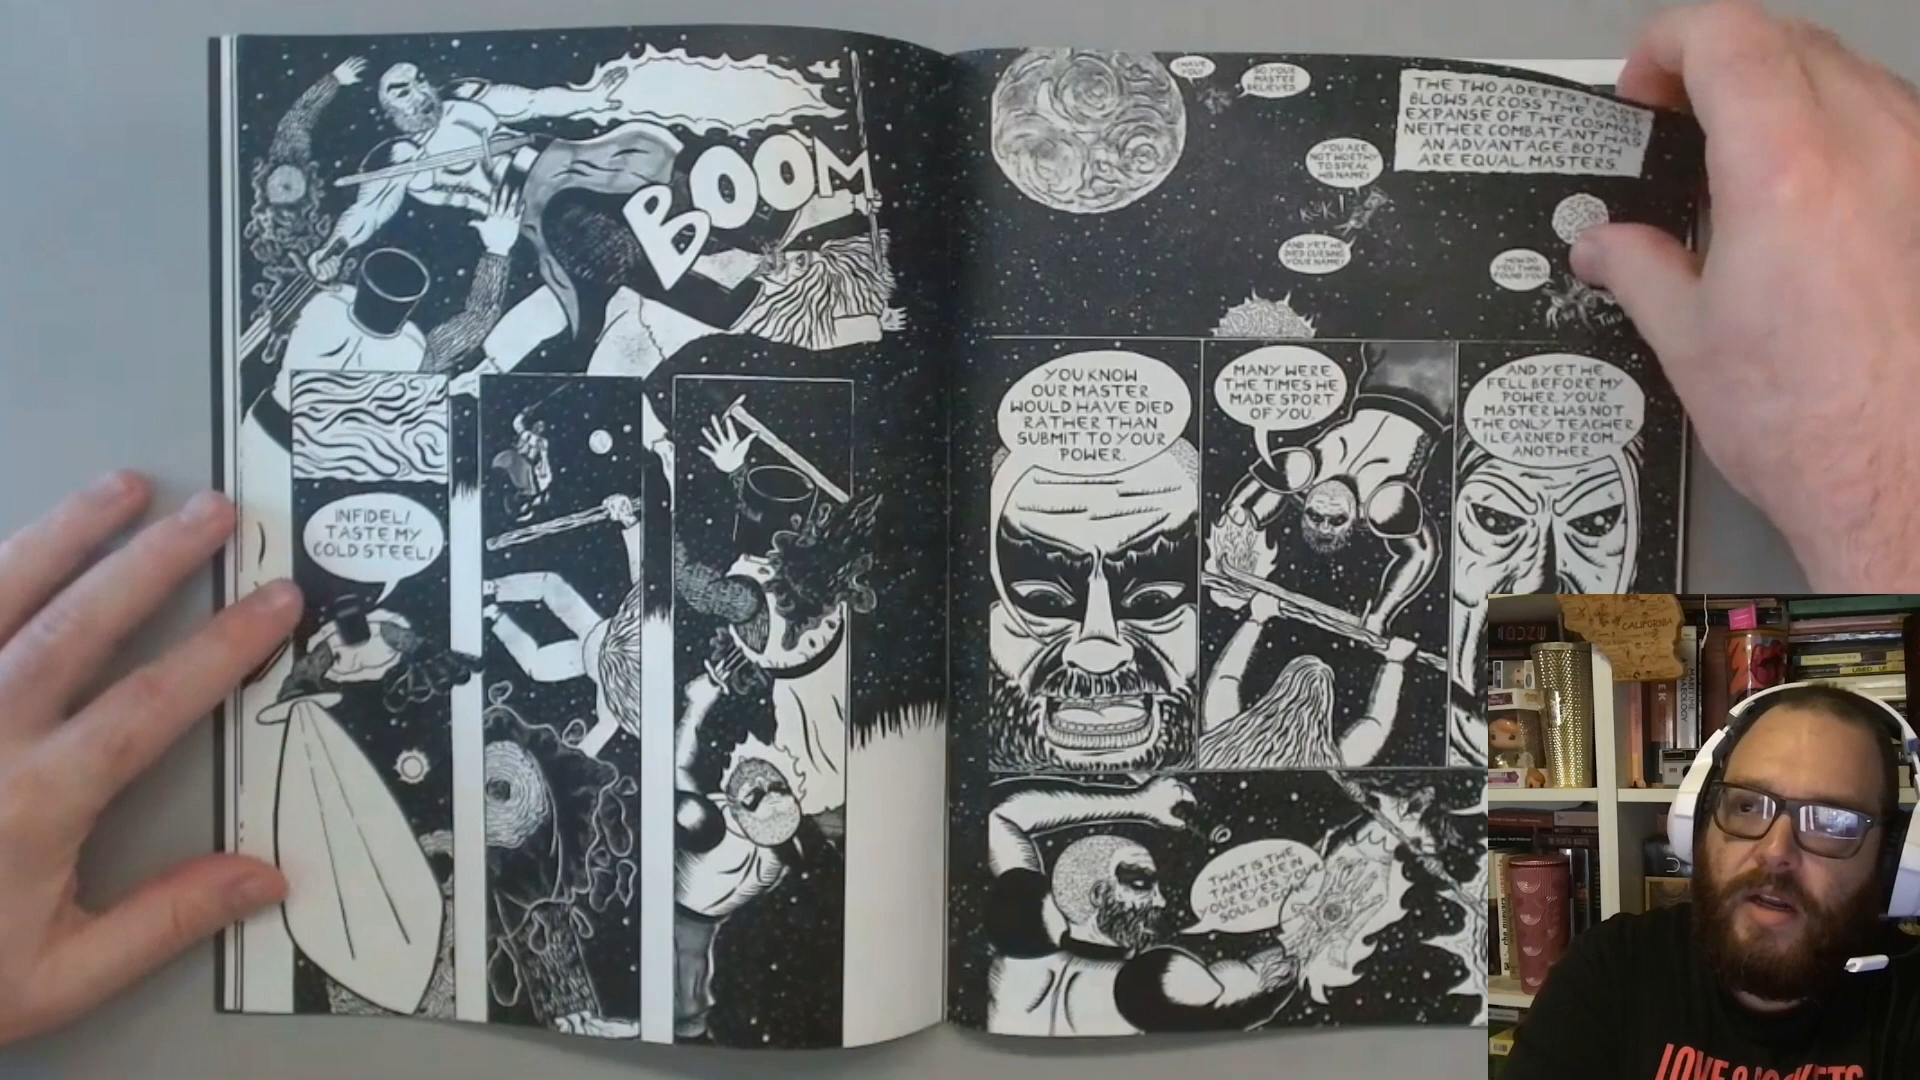 BOOM
INFIDEL!
TASTE MY
COLD STEEL!
I HAVE
YOU!
SO YOUR
MASTER
BELIEVED.
THE TWO ADEPTS TRADE
BLOWS ACROSS THE VAST
EXPANSE OF THE COSMOS.
NEITHER COMBATANT HAS
AN ADVANTAGE. BOTH
ARE EQUAL. MASTERS.
YOU ARE
NOT WORTHY
TO SPEAK
HIS NAME!
AND YET HE
DIED CURSING
YOUR NAME!
HOW DO
YOU THINK I
FOUND YOU?
YOU KNOW
OUR MASTER
WOULD HAVE DIED
RATHER THAN
SUBMIT TO YOUR
POWER.
MANY WERE
THE TIMES HE
MADE SPORT
OF YOU.
AND YET HE
FELL BEFORE MY
POWER. YOUR
MASTER WAS NOT
THE ONLY TEACHER
I LEARNED FROM...
ANOTHER.
THAT IS THE
TAINT I SEE IN
YOUR EYES. YOUR
SOUL IS GONE.
CALIFORNIA
USED
LOVE & ROCKETS